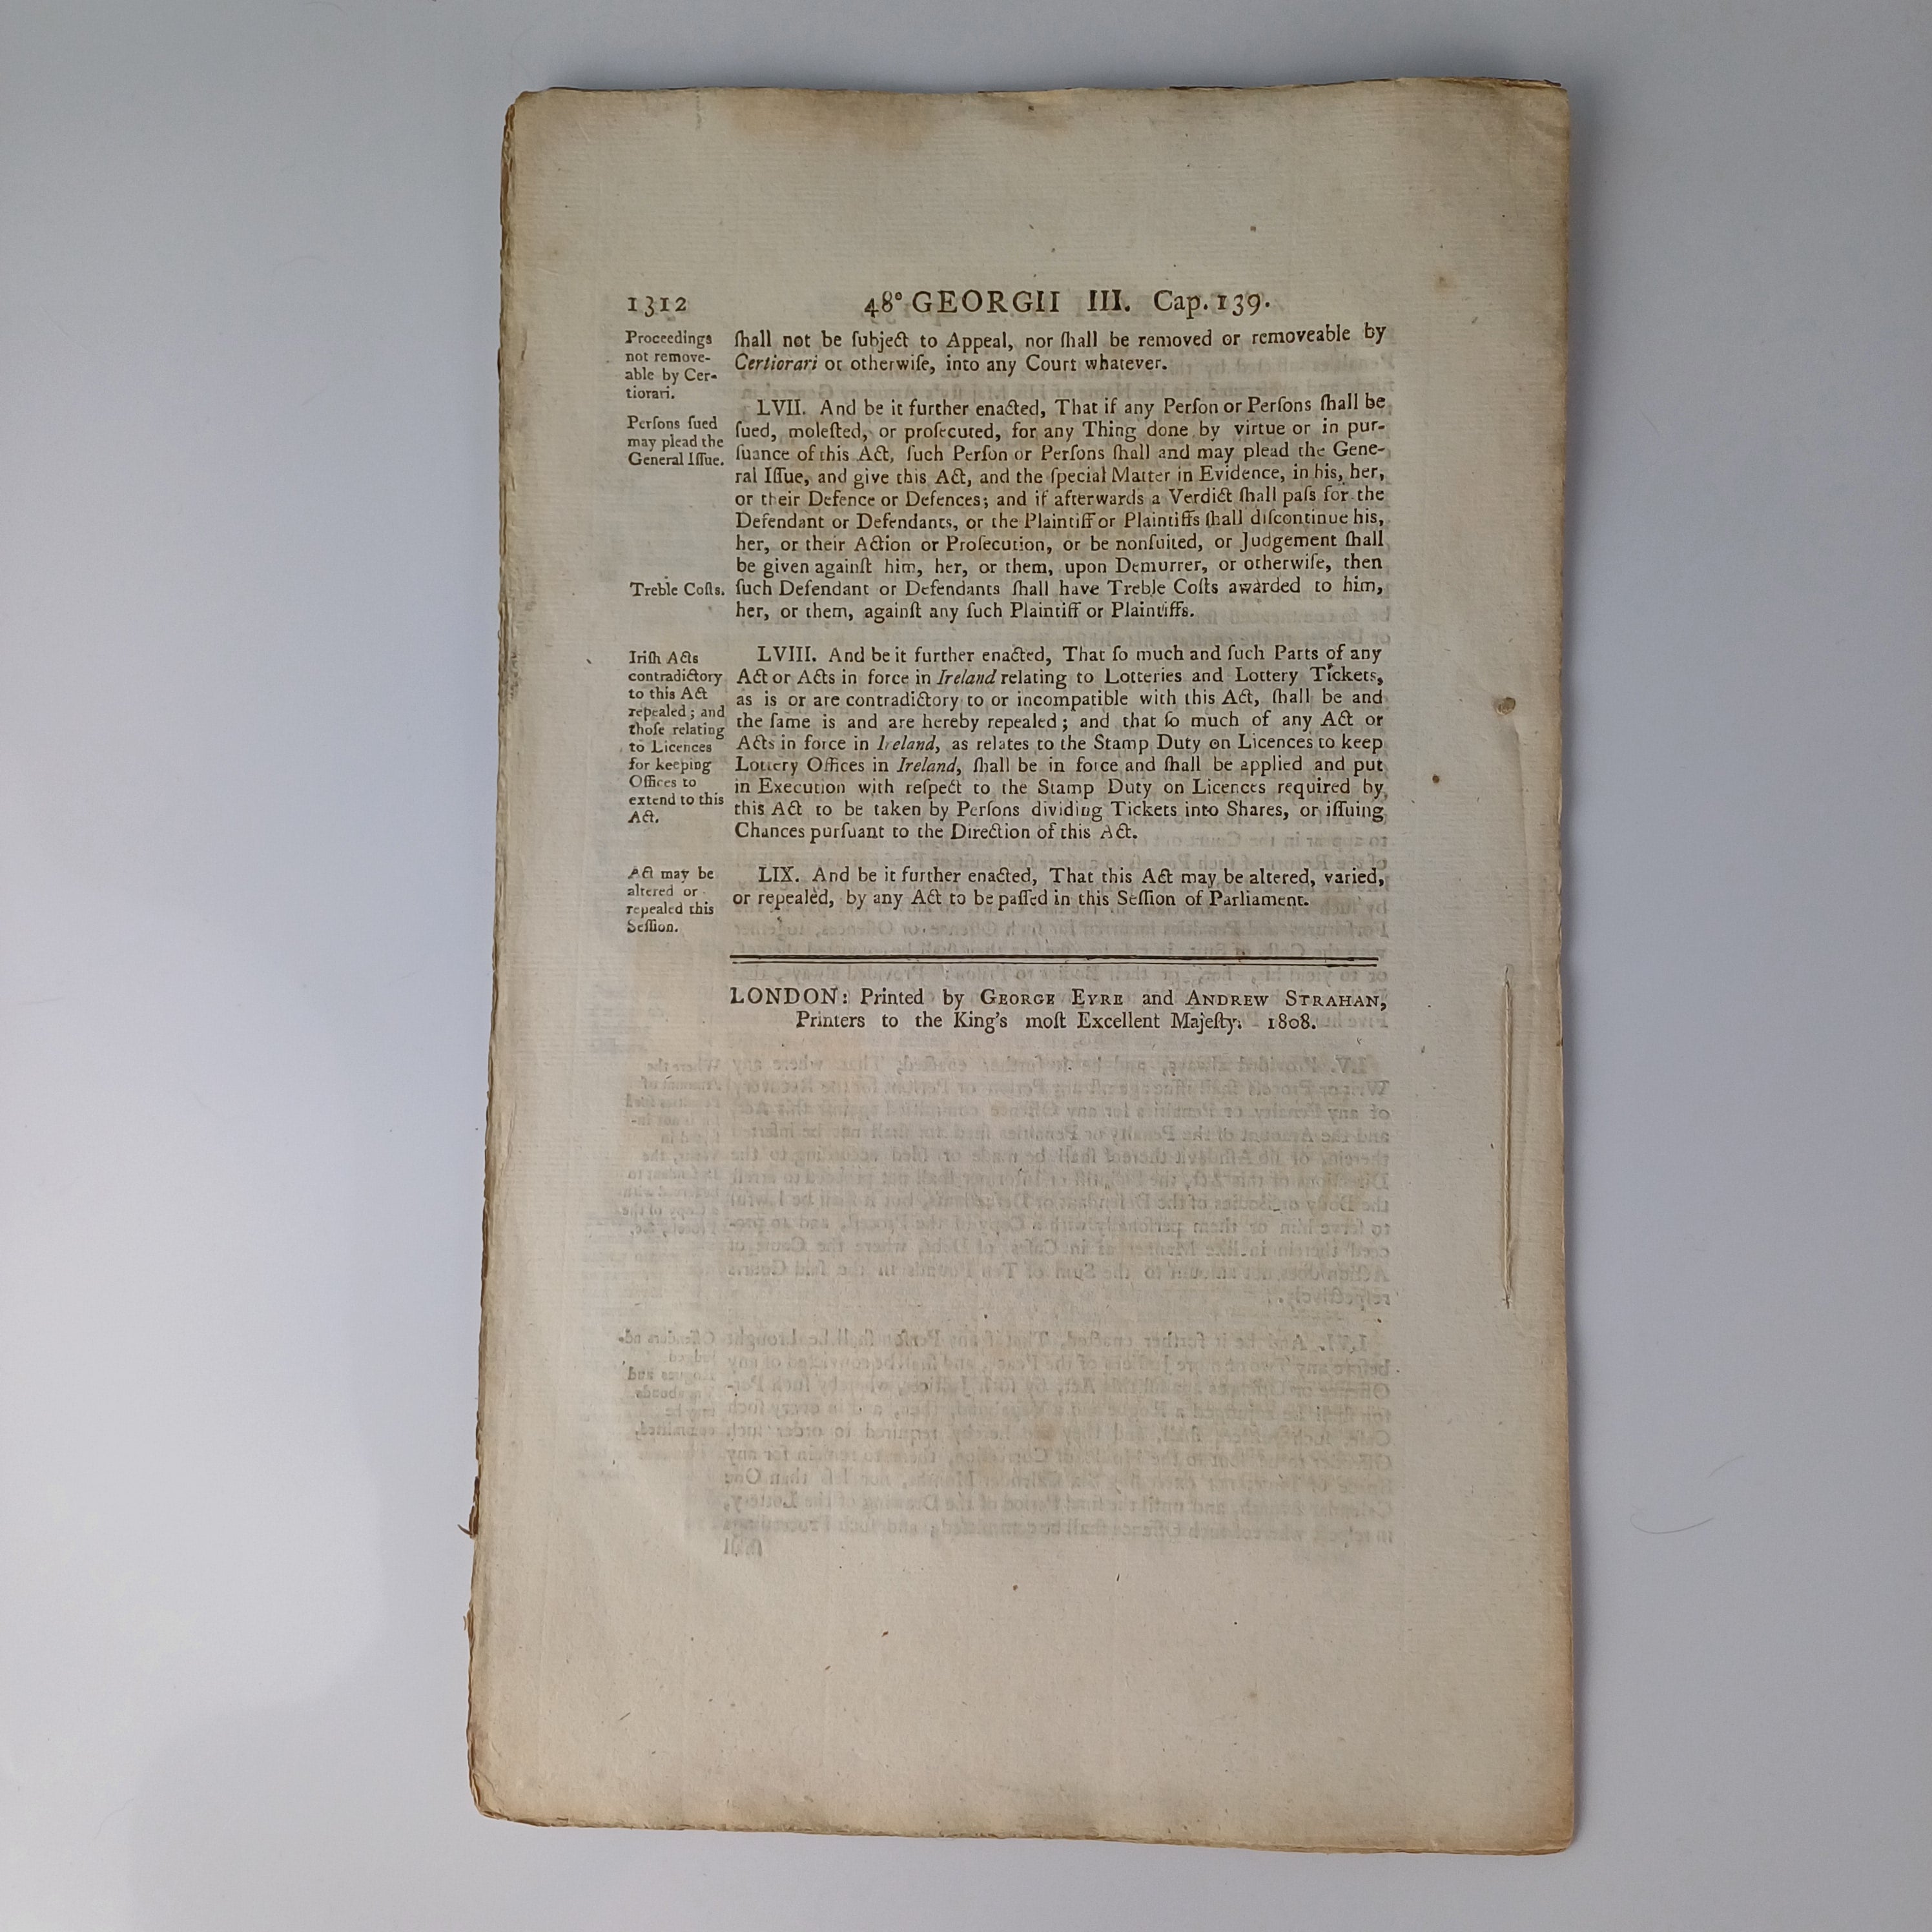 1312 48° GEORGII III. Cap. 139.
Proceedings
not remove-
able by Cer-
tiorari.
ſhall not be ſubject to Appeal, nor ſhall be removed or removeable by
Certiorari or otherwiſe, into any Court whatever.
Perſons ſued
may plead the
General Iſſue.
LVII. And be it further enacted, That if any Perſon or Perſons ſhall be
ſued, moleſted, or proſecuted, for any Thing done by virtue or in pur-
ſuance of this Act, ſuch Perſon or Perſons ſhall and may plead the Gene-
ral Iſſue, and give this Act, and the ſpecial Matter in Evidence, in his, her,
or their Defence or Defences; and if afterwards a Verdict ſhall paſs for the
Defendant or Defendants, or the Plaintiff or Plaintiffs ſhall diſcontinue his,
her, or their Action or Proſecution, or be nonſuited, or Judgement ſhall
be given againſt him, her, or them, upon Demurrer, or otherwiſe, then
Treble Coſts.
ſuch Defendant or Defendants ſhall have Treble Coſts awarded to him,
her, or them, againſt any ſuch Plaintiff or Plaintiffs.
Iriſh Acts
contradictory
to this Act
repealed; and
thoſe relating
to Licences
for keeping
Offices to
extend to this
Act.
LVIII. And be it further enacted, That ſo much and ſuch Parts of any
Act or Acts in force in Ireland relating to Lotteries and Lottery Tickets,
as is or are contradictory to or incompatible with this Act, ſhall be and
the ſame is and are hereby repealed; and that ſo much of any Act or
Acts in force in Ireland, as relates to the Stamp Duty on Licences to keep
Lottery Offices in Ireland, ſhall be in force and ſhall be applied and put
in Execution with reſpect to the Stamp Duty on Licences required by
this Act to be taken by Perſons dividing Tickets into Shares, or iſſuing
Chances purſuant to the Direction of this Act.
Act may be
altered or
repealed this
Seſſion.
LIX. And be it further enacted, That this Act may be altered, varied,
or repealed, by any Act to be paſſed in this Seſſion of Parliament.
LONDON: Printed by GEORGE EYRE and ANDREW STRAHAN,
Printers to the King's moſt Excellent Majeſty. 1808.